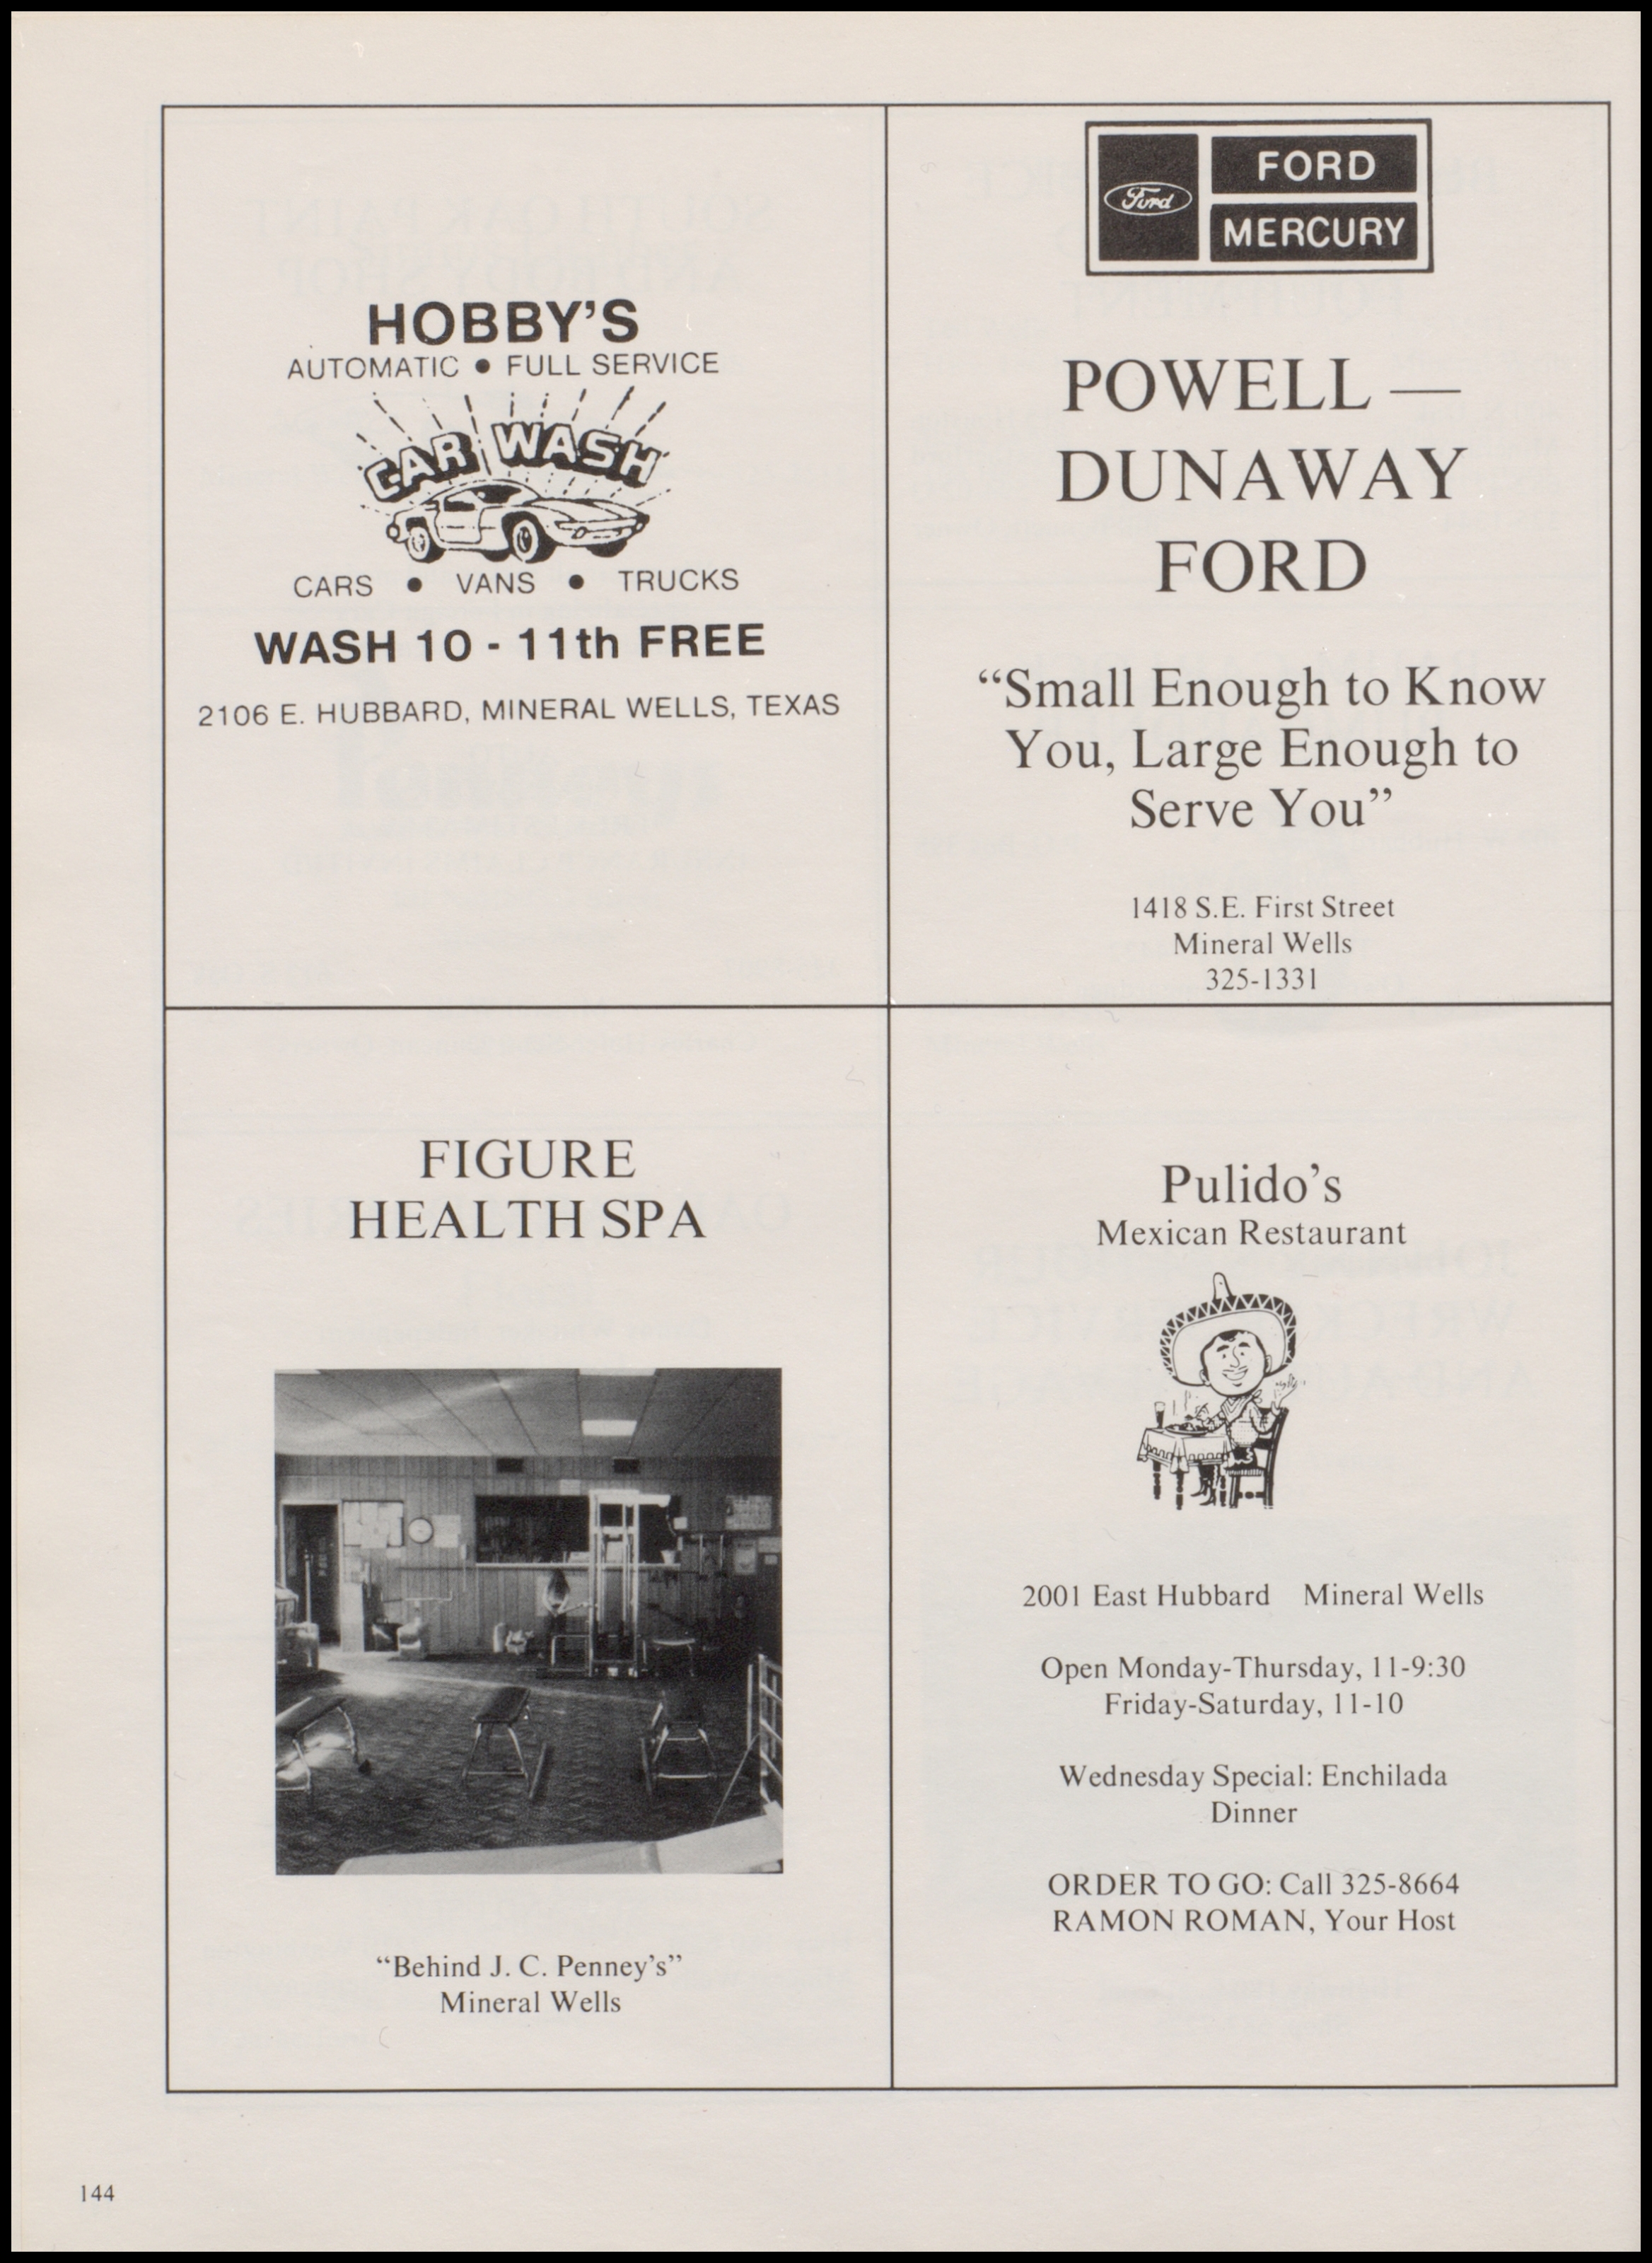 HOBBY'S
AUTOMATIC • FULL SERVICE
CAR WASH
CARS • VANS • TRUCKS
WASH 10 - 11th FREE
2106 E. HUBBARD, MINERAL WELLS, TEXAS
Ford
FORD
MERCURY
POWELL —
DUNAWAY
FORD
“Small Enough to Know
You, Large Enough to
Serve You”
1418 S.E. First Street
Mineral Wells
325-1331
FIGURE
HEALTH SPA
“Behind J. C. Penney’s”
Mineral Wells
Pulido’s
Mexican Restaurant
2001 East Hubbard Mineral Wells
Open Monday-Thursday, 11-9:30
Friday-Saturday, 11-10
Wednesday Special: Enchilada
Dinner
ORDER TO GO: Call 325-8664
RAMON ROMAN, Your Host
144